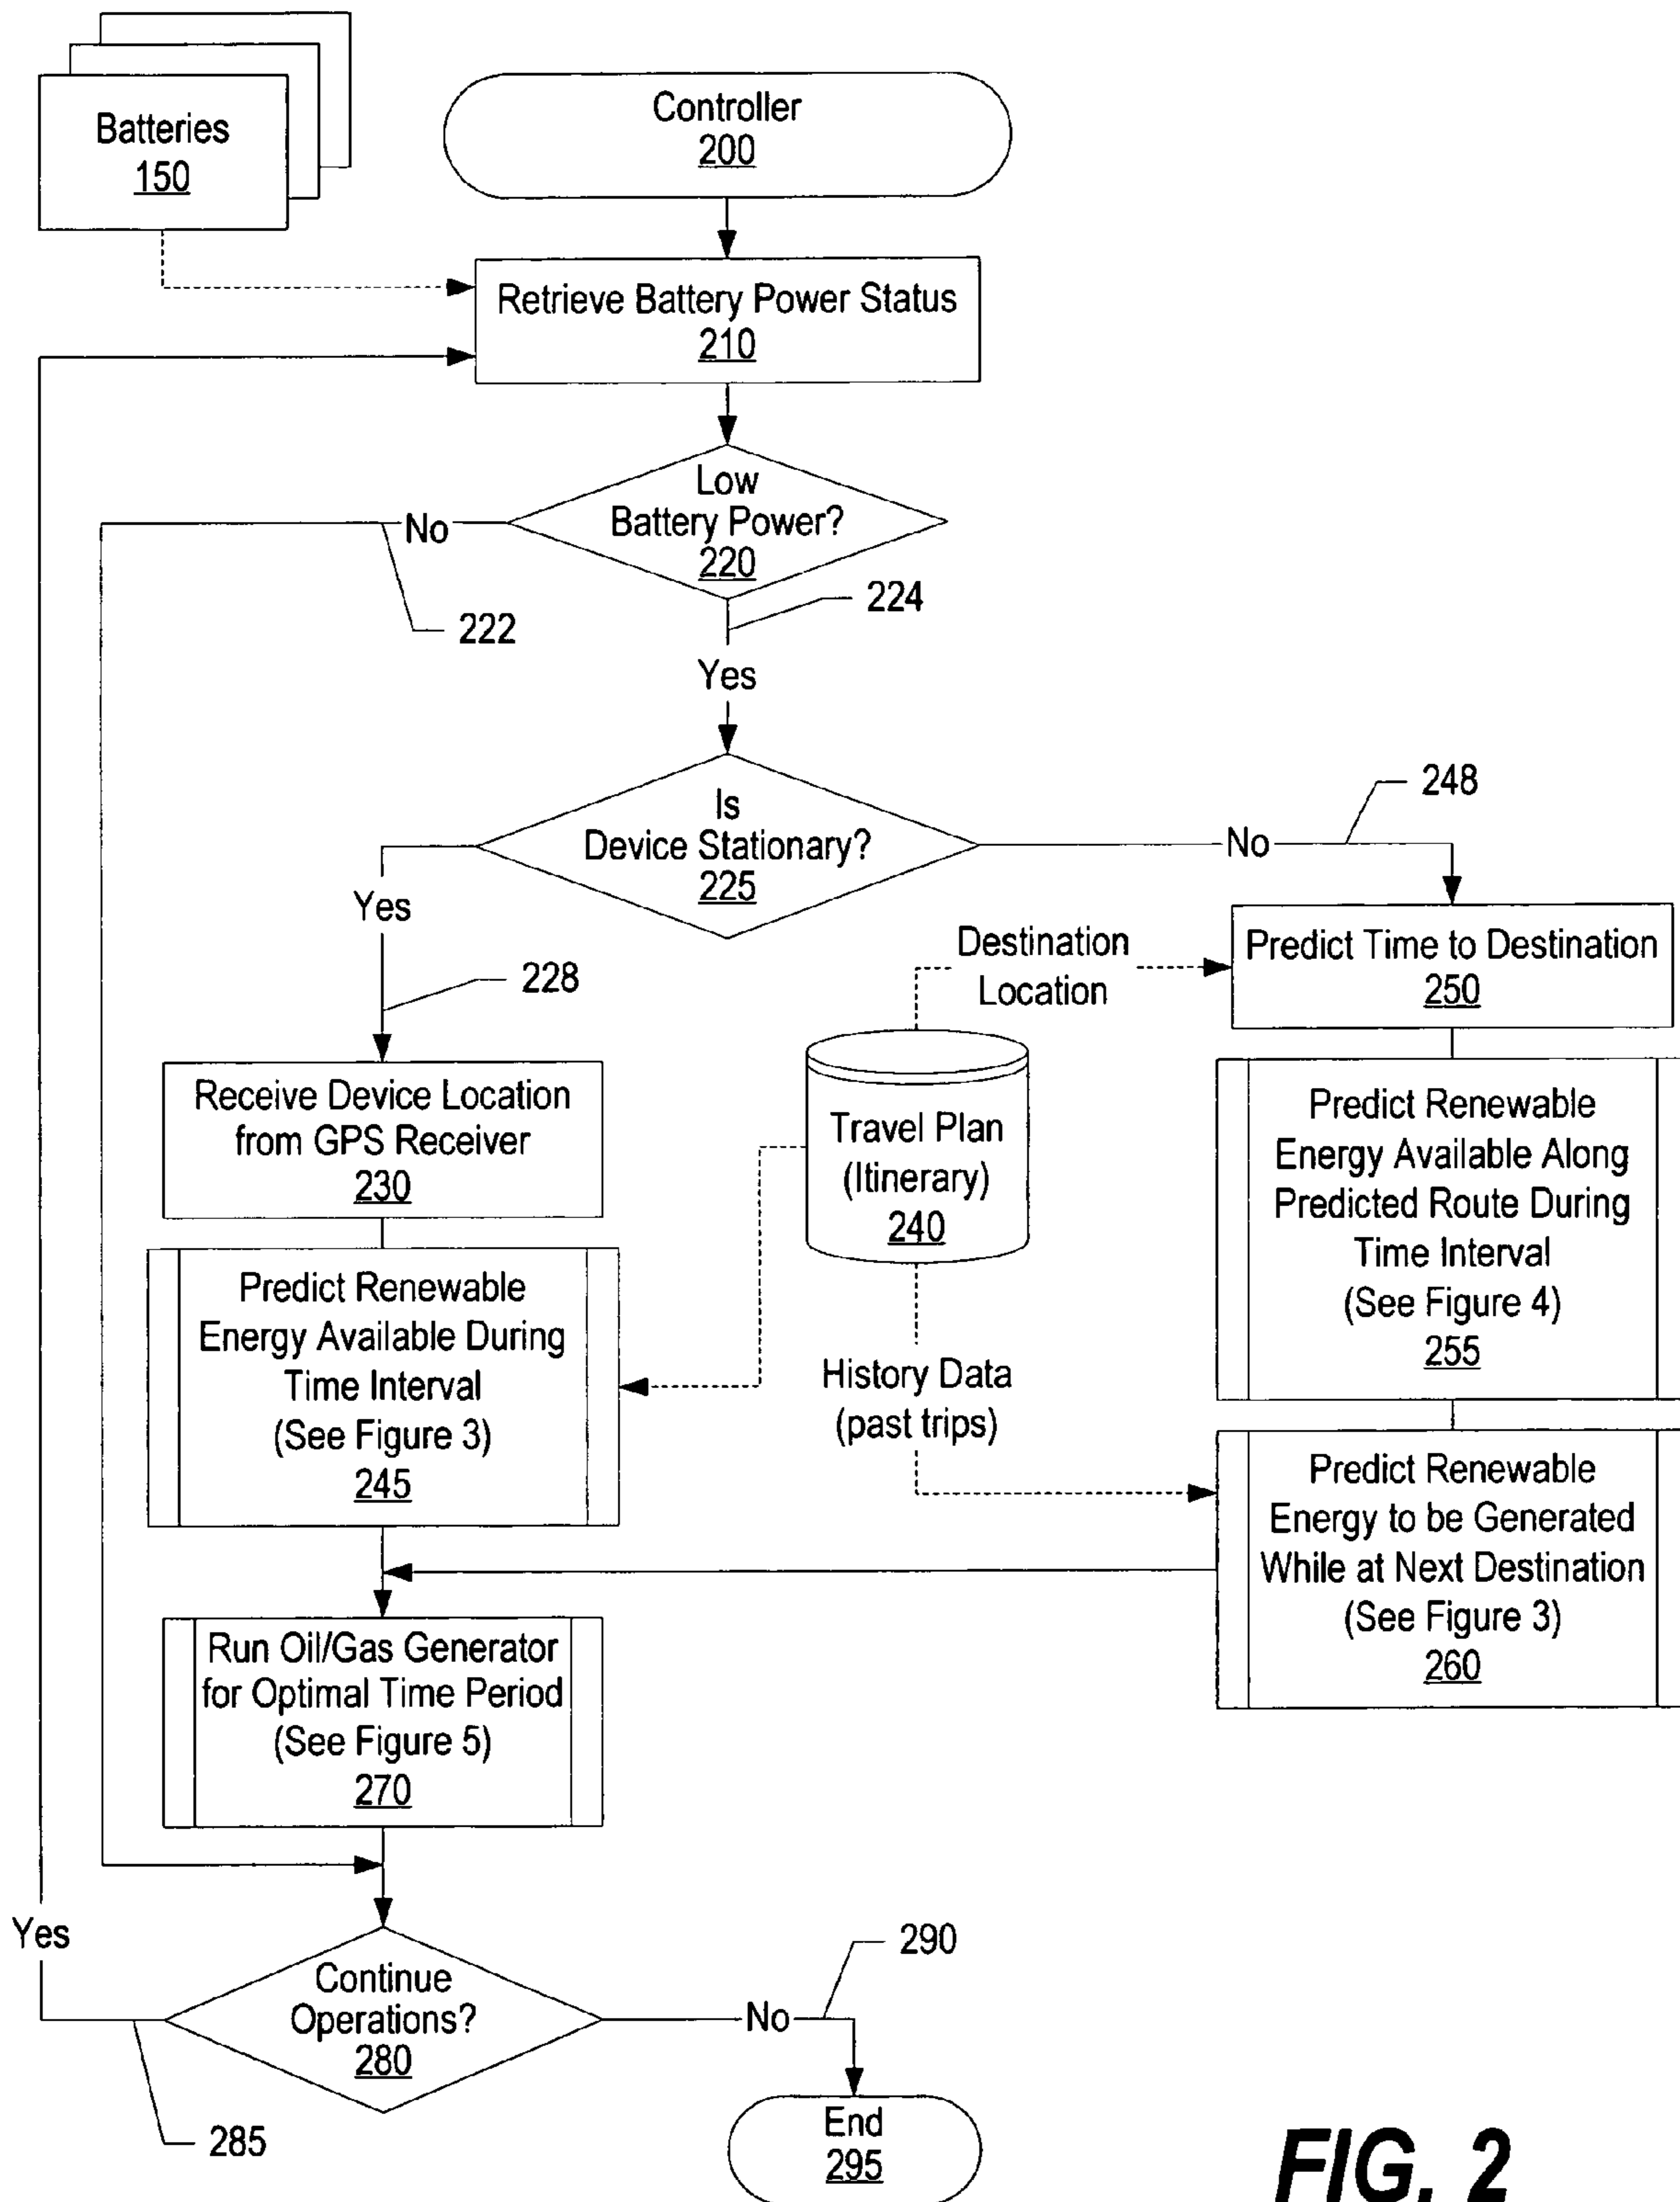 Batteries
150
Controller
200
Retrieve Battery Power Status
210
Low
Battery Power?
220
No
222
224
Yes
Is
Device Stationary?
225
No
248
Yes
228
Destination
Location
Predict Time to Destination
250
Receive Device Location
from GPS Receiver
230
Travel Plan
(Itinerary)
240
Predict Renewable
Energy Available Along
Predicted Route During
Time Interval
(See Figure 4)
255
Predict Renewable
Energy Available During
Time Interval
(See Figure 3)
245
History Data
(past trips)
Predict Renewable
Energy to be Generated
While at Next Destination
(See Figure 3)
260
Run Oil/Gas Generator
for Optimal Time Period
(See Figure 5)
270
Yes
Continue
Operations?
280
285
No
290
End
295
FIG. 2